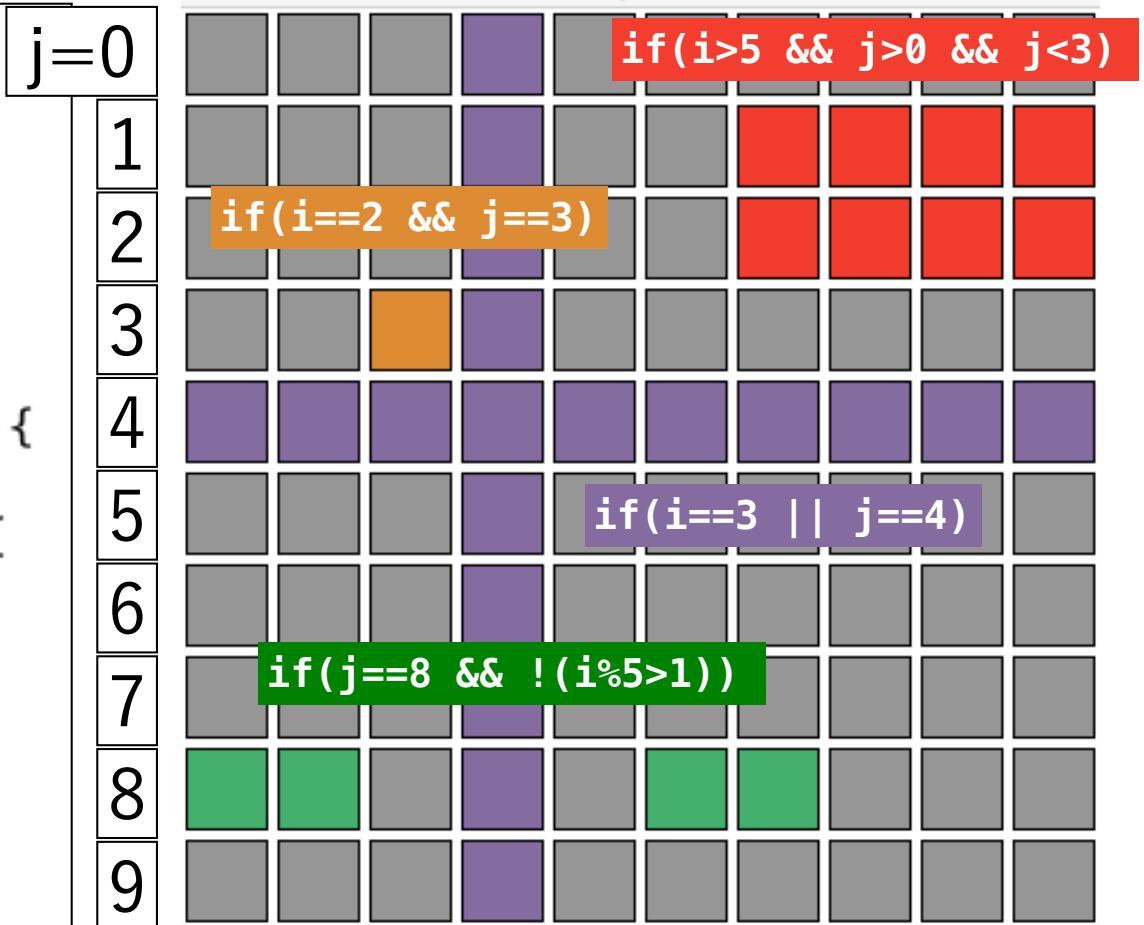 j=0
if(i>5 && j>0 && j<3)
1
if(i==2 && j==3)
2
3
4
{
5
if(i==3 || j==4)
6
if(j==8 && !(i%5>1))
7
8
9